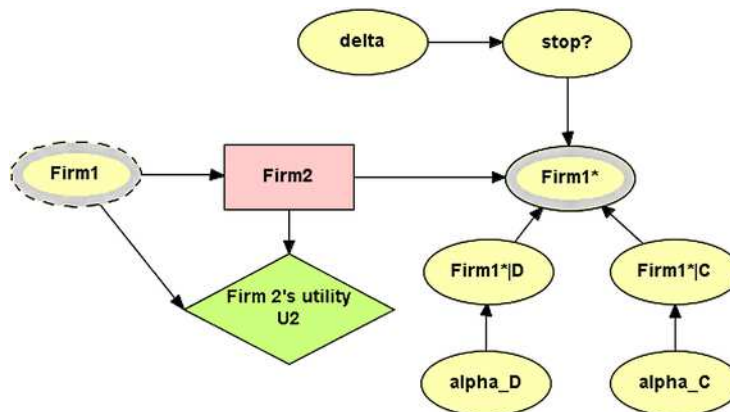 delta
stop?
Firm1
Firm2
Firm1*
Firm1*|D
Firm1*|C
Firm 2's utility
U2
alpha_D
alpha_C